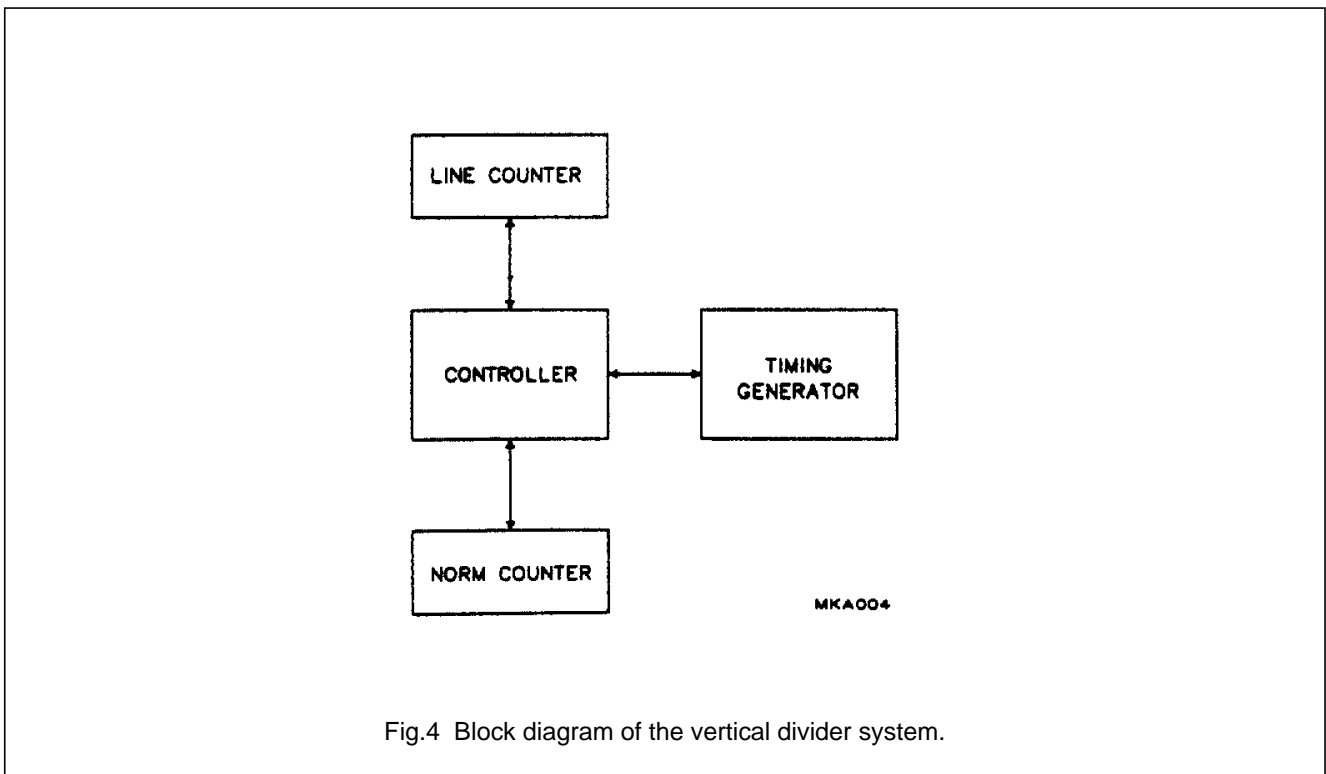 LINE COUNTER
CONTROLLER
TIMING
GENERATOR
NORM COUNTER
MKA004
Fig.4 Block diagram of the vertical divider system.